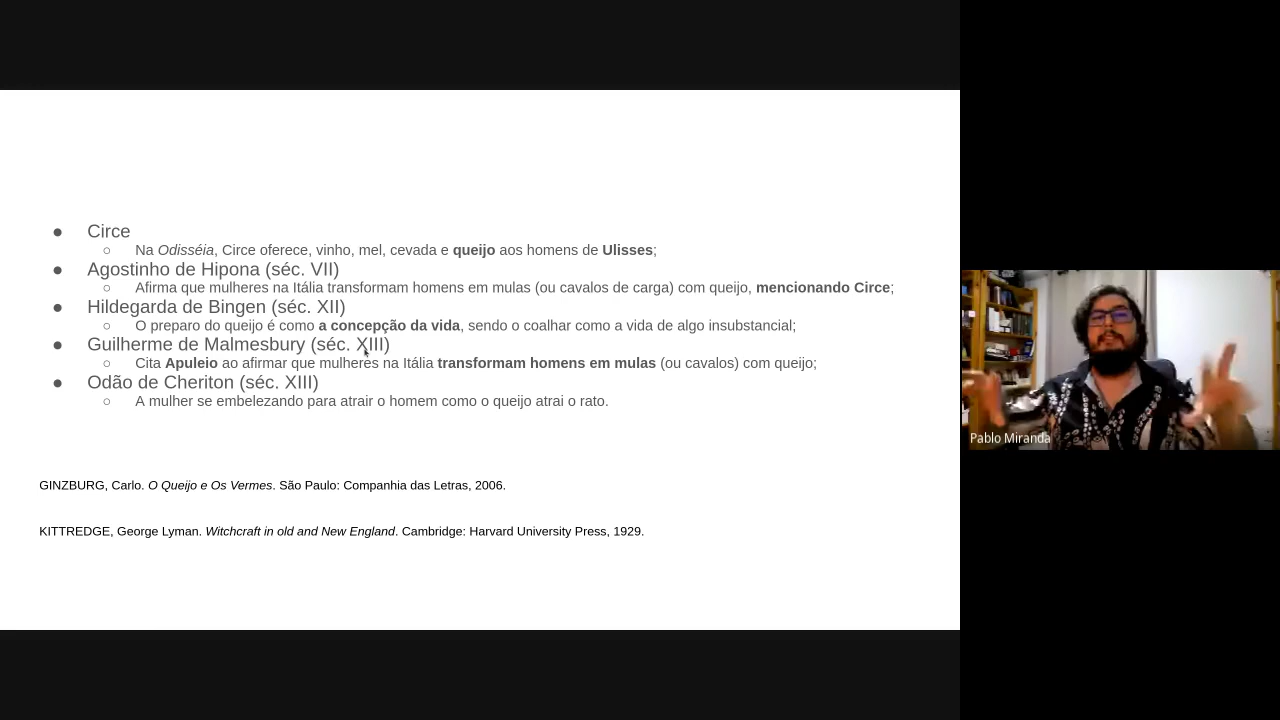 ● Circe
○ Na Odisséia, Circe oferece, vinho, mel, cevada e queijo aos homens de Ulisses;
● Agostinho de Hipona (séc. VII)
○ Afirma que mulheres na Itália transformam homens em mulas (ou cavalos de carga) com queijo, mencionando Circe;
● Hildegarda de Bingen (séc. XII)
○ O preparo do queijo é como a concepção da vida, sendo o coalhar como a vida de algo insubstancial;
● Guilherme de Malmesbury (séc. XIII)
○ Cita Apuleio ao afirmar que mulheres na Itália transformam homens em mulas (ou cavalos) com queijo;
● Odão de Cheriton (séc. XIII)
○ A mulher se embelezando para atrair o homem como o queijo atrai o rato.
GINZBURG, Carlo. O Queijo e Os Vermes. São Paulo: Companhia das Letras, 2006.
KITTREDGE, George Lyman. Witchcraft in old and New England. Cambridge: Harvard University Press, 1929.
Pablo Miranda